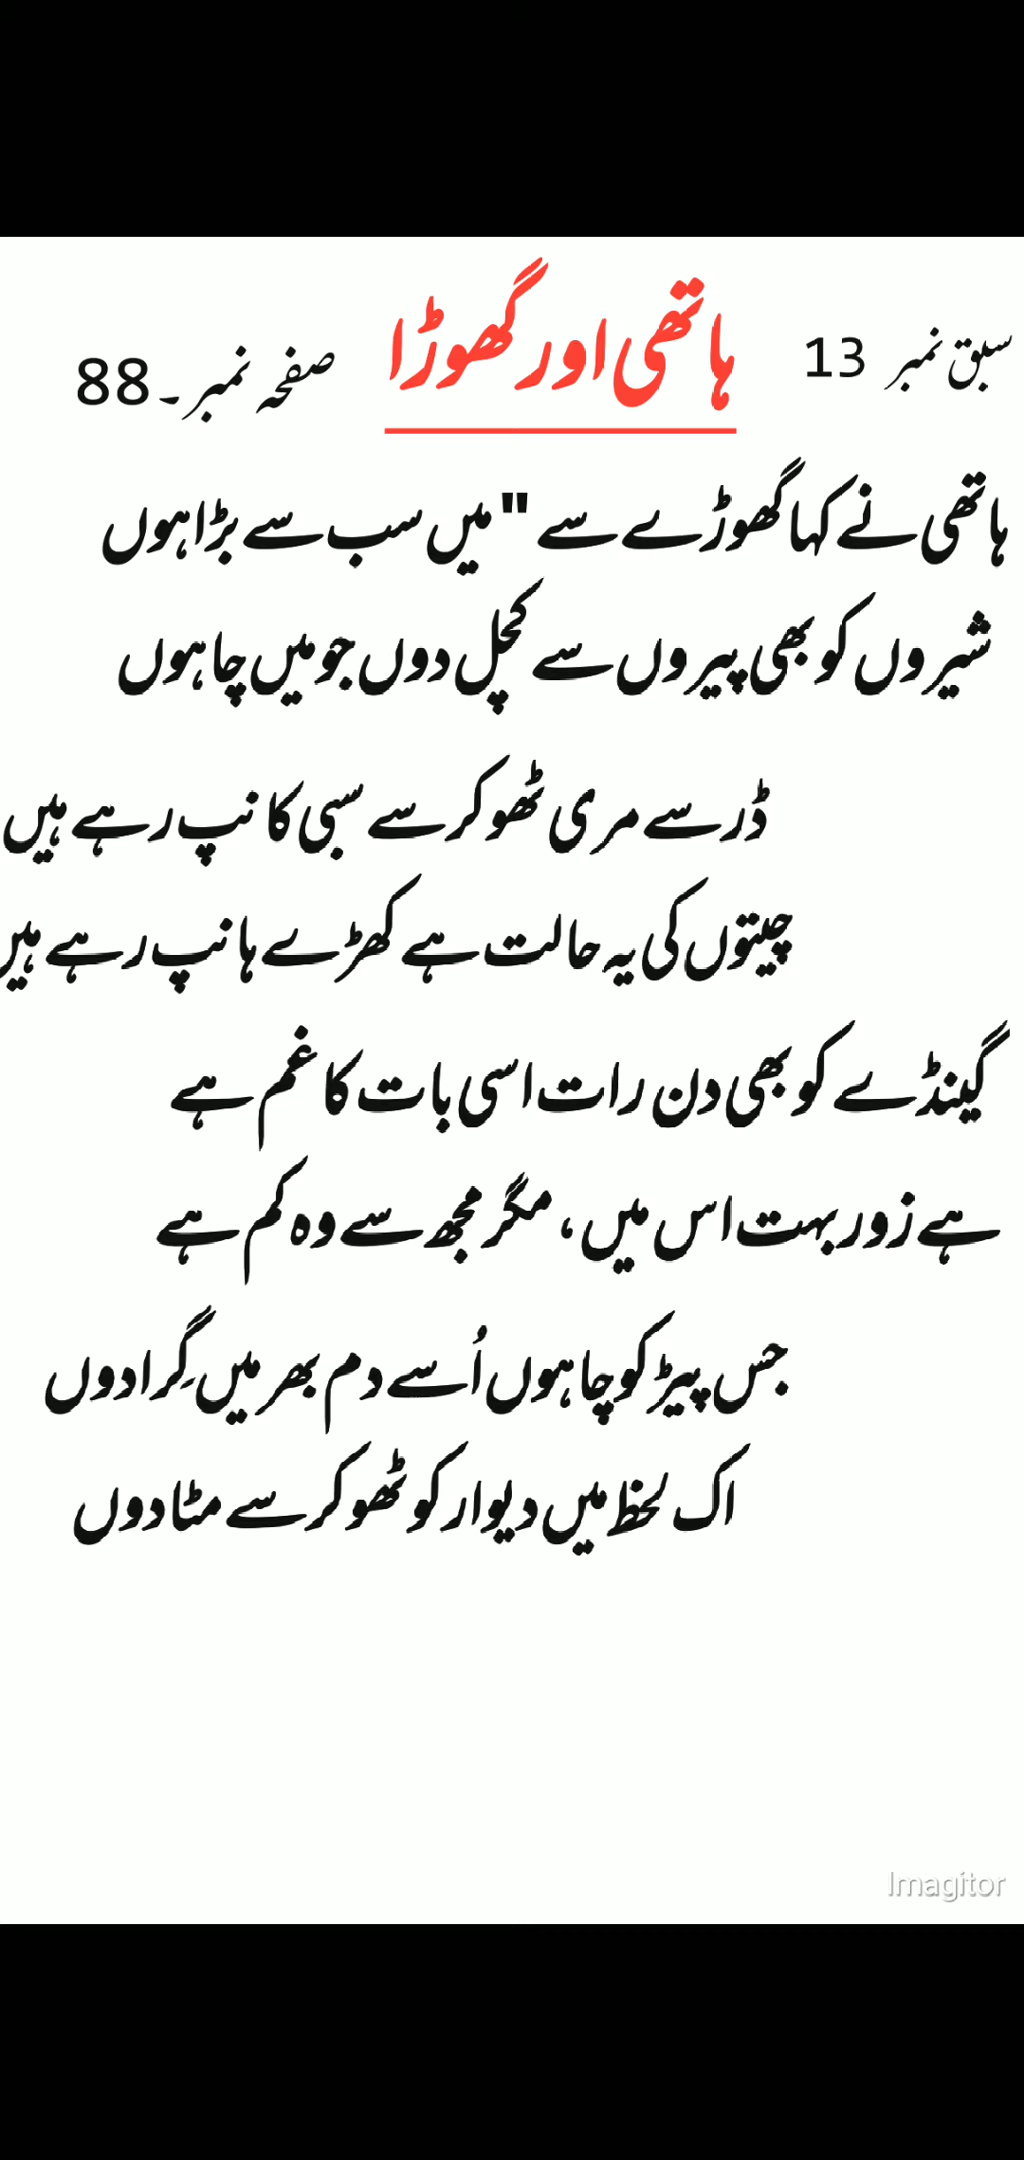 سبق نمبر 13 ہاتھی اور گھوڑا صفحہ نمبر۔88
ہاتھی نے کہا گھوڑے سے " میں سب سے بڑا ہوں
شیروں کو بھی پیروں سے کچل دوں جو میں چاہوں
ڈر سے مری ٹھوکر سے سبی کانپ رہے ہیں
چیتوں کی یہ حالت ہے کھڑے ہانپ رہے ہیں
گینڈے کو بھی دن رات اسی بات کا غم ہے
ہے زور بہت اس میں، مگر مجھ سے وہ کم ہے
جس پیڑ کو چاہوں اُسے دم بھر میں گِرا دوں
اک لحظ میں دیوار کو ٹھوکر سے مٹا دوں
Imagitor